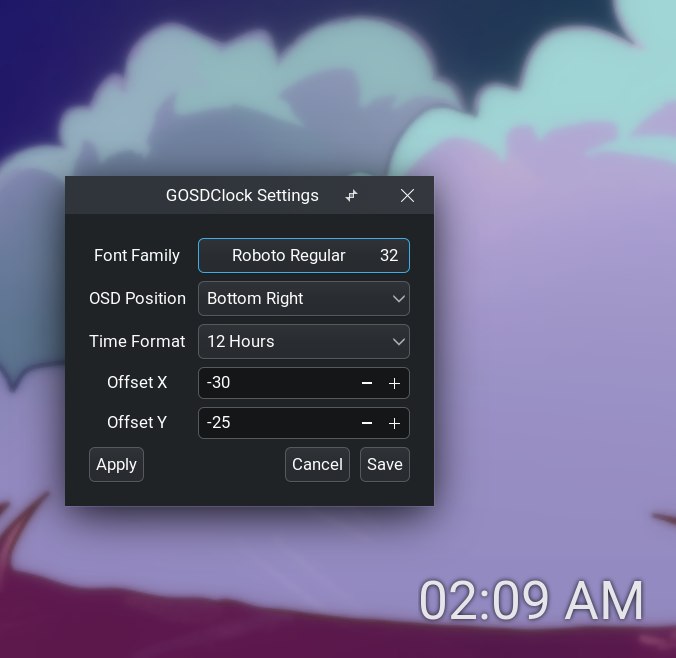 GOSDClock Settings
Font Family Roboto Regular 32
OSD Position Bottom Right
Time Format 12 Hours
Offset X -30
Offset Y -25
Apply Cancel Save
02:09 AM